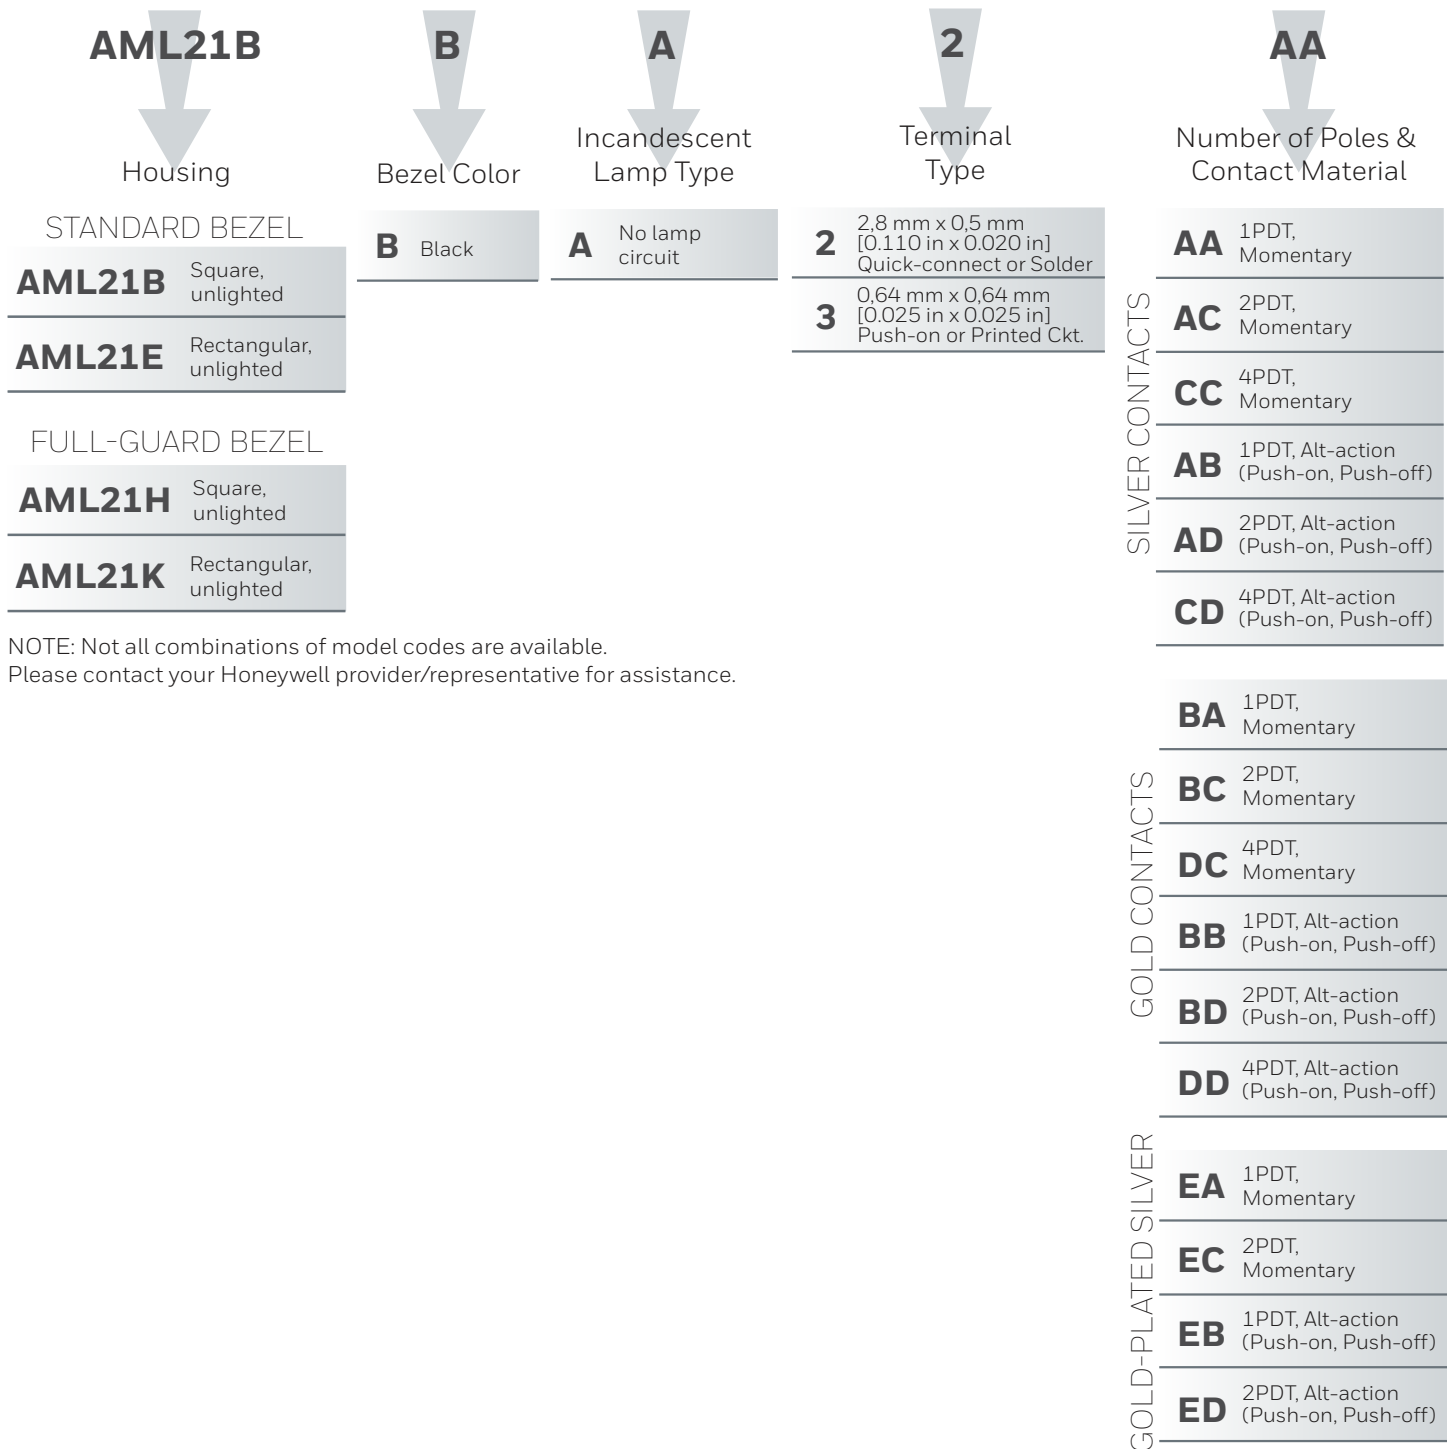 AML21B
B
A
2
AA
Housing
Bezel Color
Incandescent
Lamp Type
Terminal
Type
Number of Poles &
Contact Material
STANDARD BEZEL
AML21B
Square,
unlighted
AML21E
Rectangular,
unlighted
FULL-GUARD BEZEL
AML21H
Square,
unlighted
AML21K
Rectangular,
unlighted
B
Black
A
No lamp
circuit
2
2,8 mm x 0,5 mm
[0.110 in x 0.020 in]
Quick-connect or Solder
3
0,64 mm x 0,64 mm
[0.025 in x 0.025 in]
Push-on or Printed Ckt.
SILVER CONTACTS
AA
1PDT,
Momentary
AC
2PDT,
Momentary
CC
4PDT,
Momentary
AB
1PDT, Alt-action
(Push-on, Push-off)
AD
2PDT, Alt-action
(Push-on, Push-off)
CD
4PDT, Alt-action
(Push-on, Push-off)
NOTE: Not all combinations of model codes are available.
Please contact your Honeywell provider/representative for assistance.
GOLD CONTACTS
BA
1PDT,
Momentary
BC
2PDT,
Momentary
DC
4PDT,
Momentary
BB
1PDT, Alt-action
(Push-on, Push-off)
BD
2PDT, Alt-action
(Push-on, Push-off)
DD
4PDT, Alt-action
(Push-on, Push-off)
GOLD-PLATED SILVER
EA
1PDT,
Momentary
EC
2PDT,
Momentary
EB
1PDT, Alt-action
(Push-on, Push-off)
ED
2PDT, Alt-action
(Push-on, Push-off)